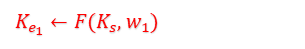 K_{e_1} ← F(K_s, w_1)